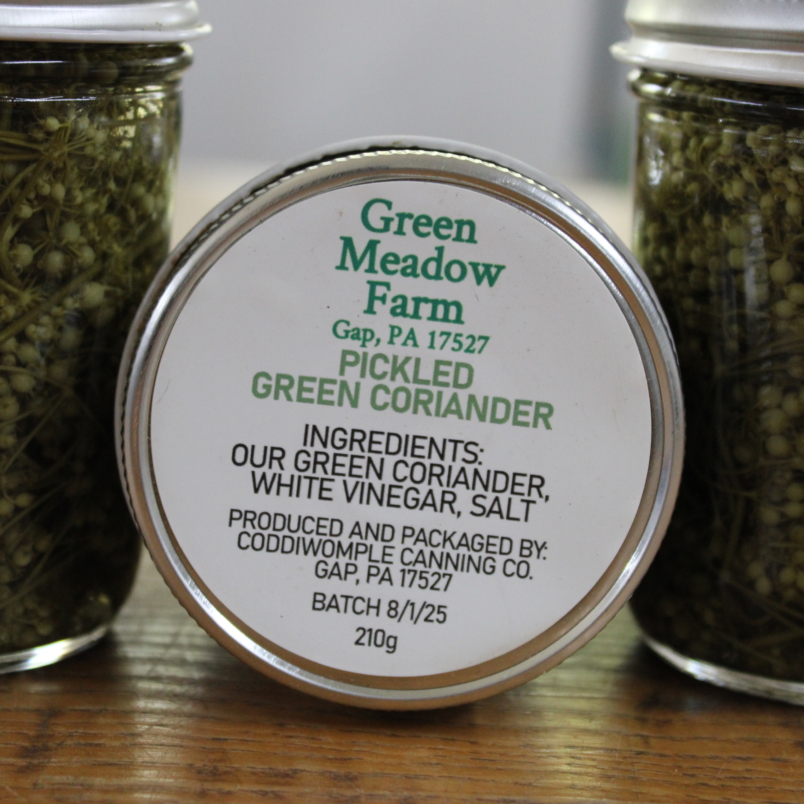 Green
Meadow
Farm
Gap, PA 17527
PICKLED
GREEN CORIANDER
INGREDIENTS:
OUR GREEN CORIANDER,
WHITE VINEGAR, SALT
PRODUCED AND PACKAGED BY:
CODDIWOMPLE CANNING CO.
GAP, PA 17527
BATCH 8/1/25
210g